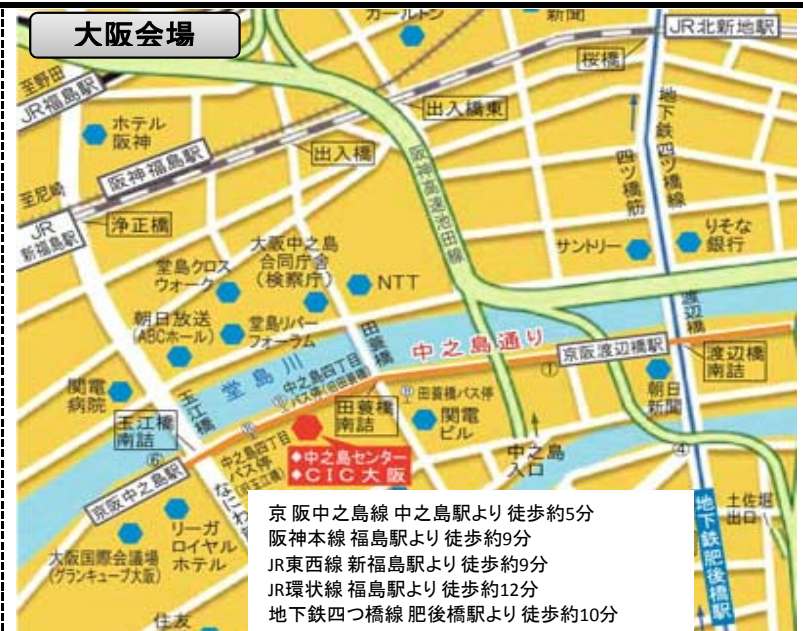 大阪会場
カールトン
新聞
JR北新地駅
桜橋
至野田
JR福島駅
ホテル
阪神
出入橋東
出入橋
阪神福島駅
阪神高速池田線
四ツ橋筋
地下鉄四ツ橋線
至尼崎
JR
新福島駅
浄正橋
大阪中之島
合同庁舎
(検察庁)
堂島クロス
ウォーク
NTT
サントリー
りそな
銀行
朝日放送
(ABCホール)
堂島リバー
フォーラム
田蓑橋
中之島通り
渡辺橋
京阪渡辺橋駅
渡辺橋
南詰
①
堂島川
中之島四丁目
関電
病院
玉江橋
田蓑橋
南詰
田蓑橋バス停
関電
ビル
朝日
新聞
玉江橋
南詰
⑥
中之島四丁目
バス停
◆中之島センター
◆CIC大阪
中之島
入口
④
京阪中之島駅
なにわ筋
土佐堀
出口
地下鉄肥後橋駅
大阪国際会議場
(グランキューブ大阪)
リーガ
ロイヤル
ホテル
住友
京阪中之島線 中之島駅より 徒歩約5分
阪神本線 福島駅より 徒歩約9分
JR東西線 新福島駅より 徒歩約9分
JR環状線 福島駅より 徒歩約12分
地下鉄四つ橋線 肥後橋駅より 徒歩約10分